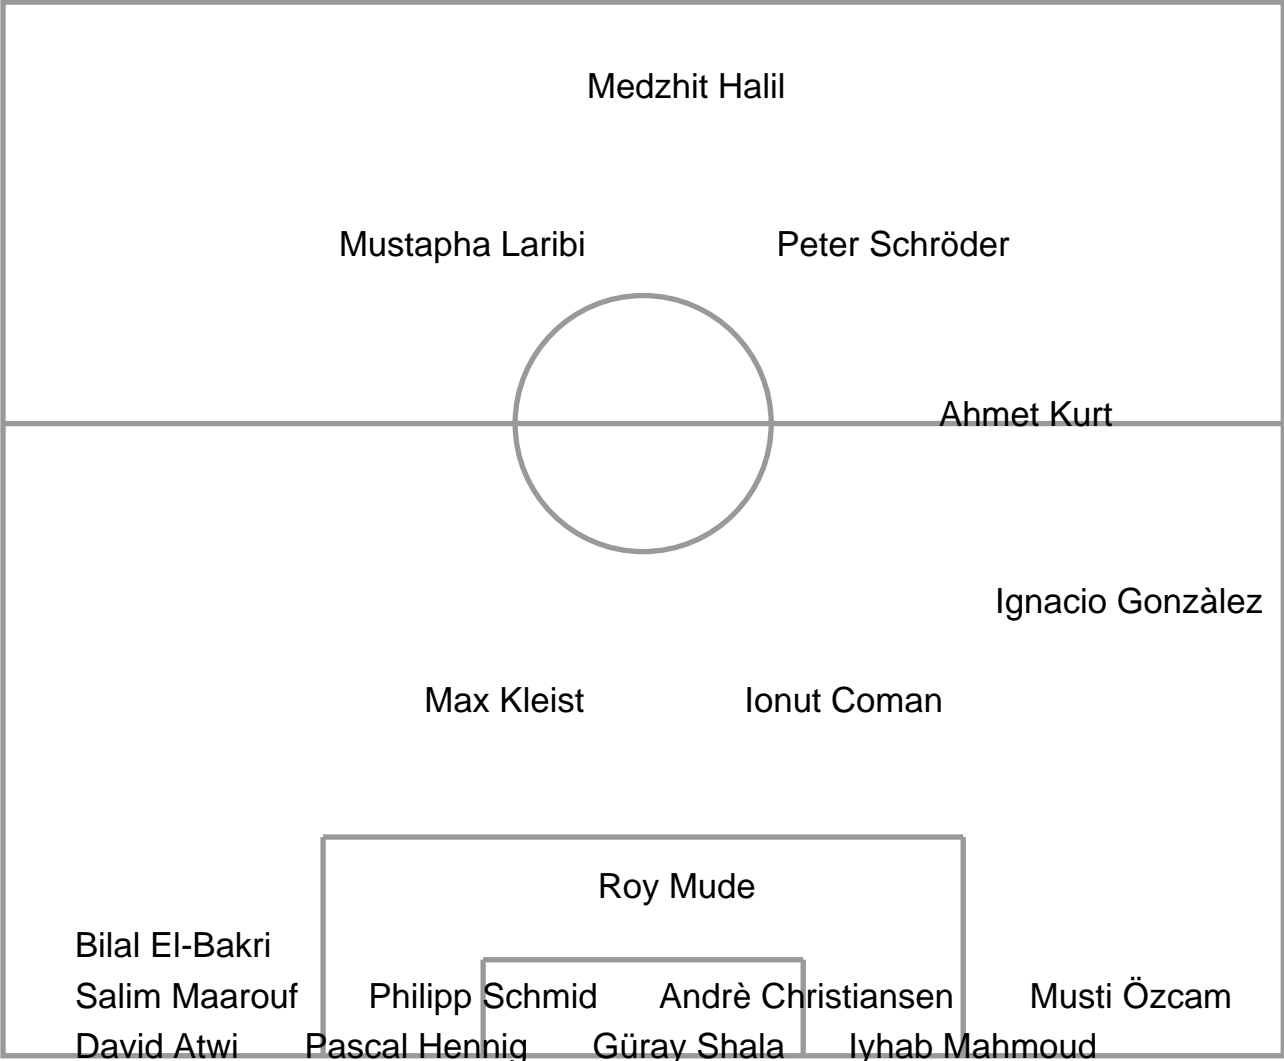 Medzhit Halil
Mustapha Laribi Peter Schröder
Ahmet Kurt
Ignacio Gonzàlez
Max Kleist Ionut Coman
Roy Mude
Bilal El-Bakri
Salim Maarouf Philipp Schmid Andrè Christiansen Musti Özcam
David Atwi Pascal Hennig Güray Shala Iyhab Mahmoud